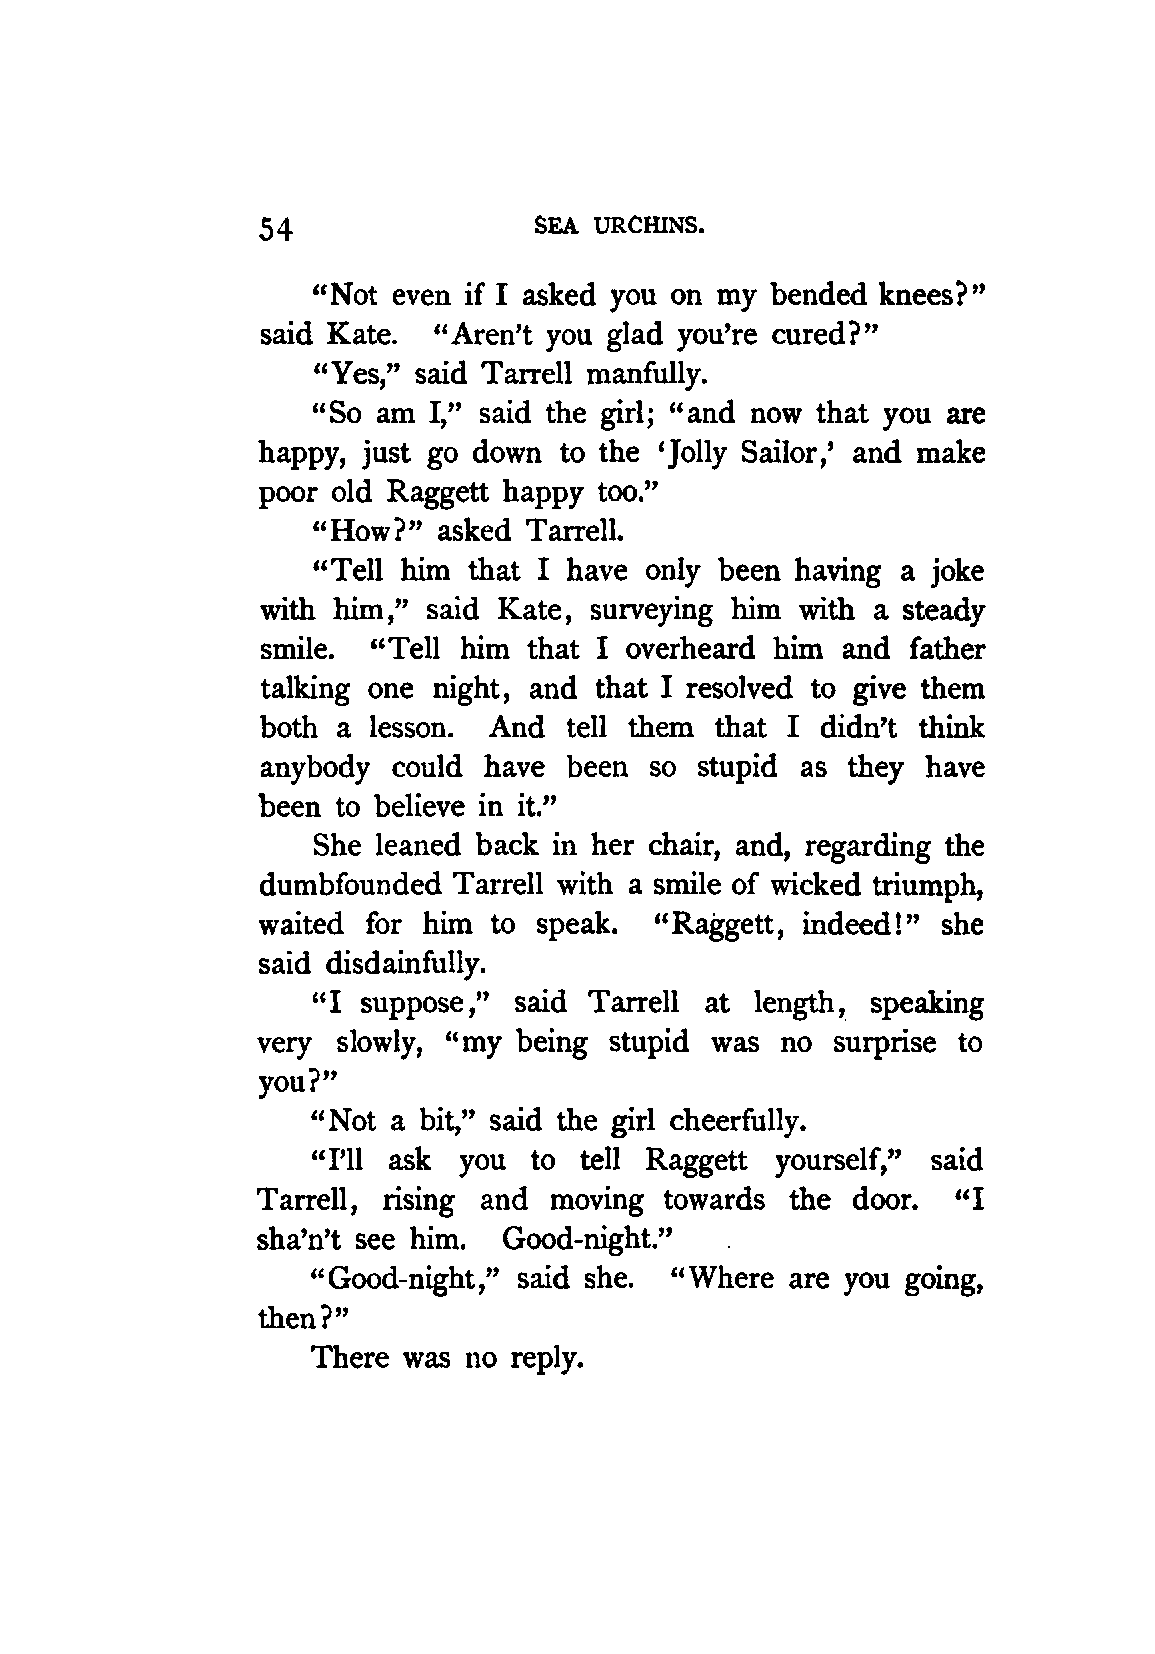 54 SEA URCHINS.
“Not even if I asked you on my bended knees?”
said Kate. “Aren’t you glad you’re cured?”
“Yes,” said Tarrell manfully.
“So am I,” said the girl; “and now that you are
happy, just go down to the ‘Jolly Sailor,’ and make
poor old Raggett happy too.”
“How?” asked Tarrell.
“Tell him that I have only been having a joke
with him,” said Kate, surveying him with a steady
smile. “Tell him that I overheard him and father
talking one night, and that I resolved to give them
both a lesson. And tell them that I didn’t think
anybody could have been so stupid as they have
been to believe in it.”
She leaned back in her chair, and, regarding the
dumbfounded Tarrell with a smile of wicked triumph,
waited for him to speak. “Raggett, indeed!” she
said disdainfully.
“I suppose,” said Tarrell at length, speaking
very slowly, “my being stupid was no surprise to
you?”
“Not a bit,” said the girl cheerfully.
“I’ll ask you to tell Raggett yourself,” said
Tarrell, rising and moving towards the door. “I
sha’n’t see him. Good-night.”
“Good-night,” said she. “Where are you going,
then?”
There was no reply.